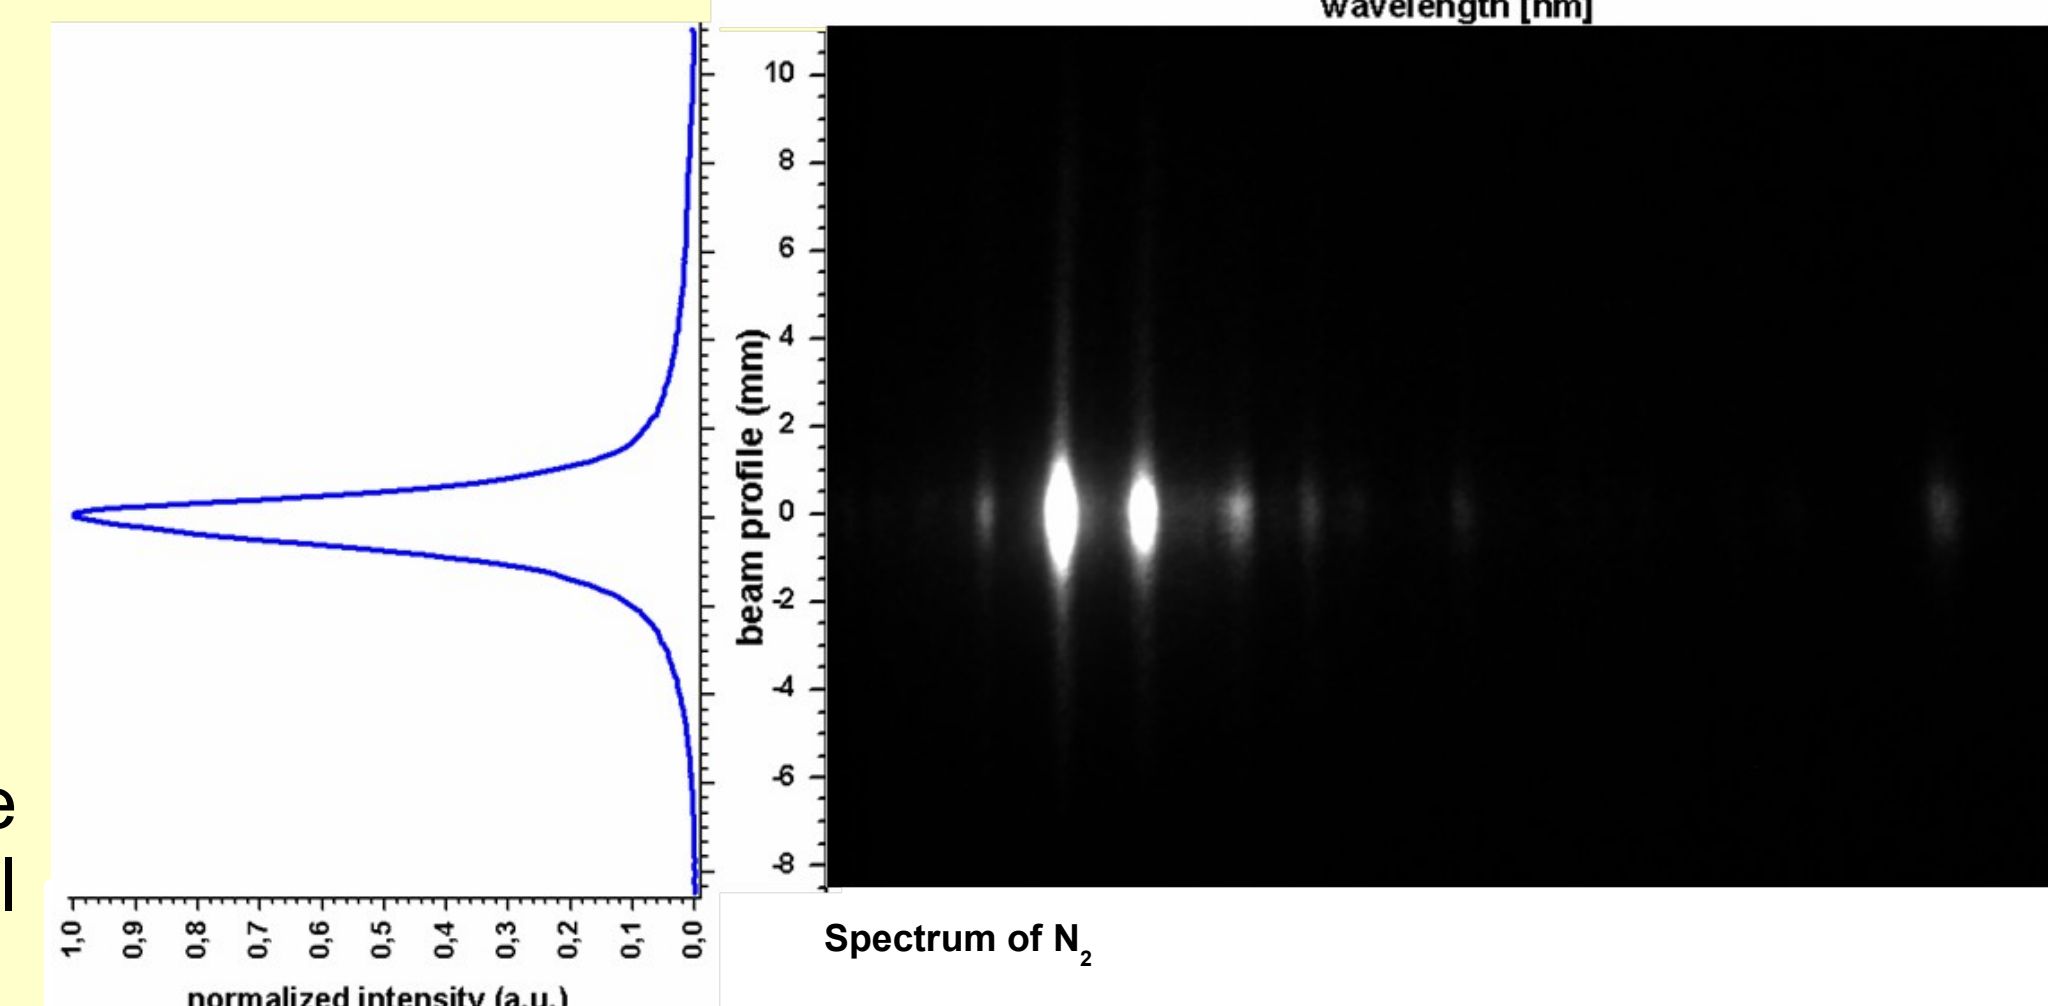 wavelength [nm]
10
8
6
4
2
0
-2
-4
-6
-8
beam profile (mm)
e
l
1,0 0,9 0,8 0,7 0,6 0,5 0,4 0,3 0,2 0,1 0,0
normalized intensity (a.u.)
Spectrum of N2